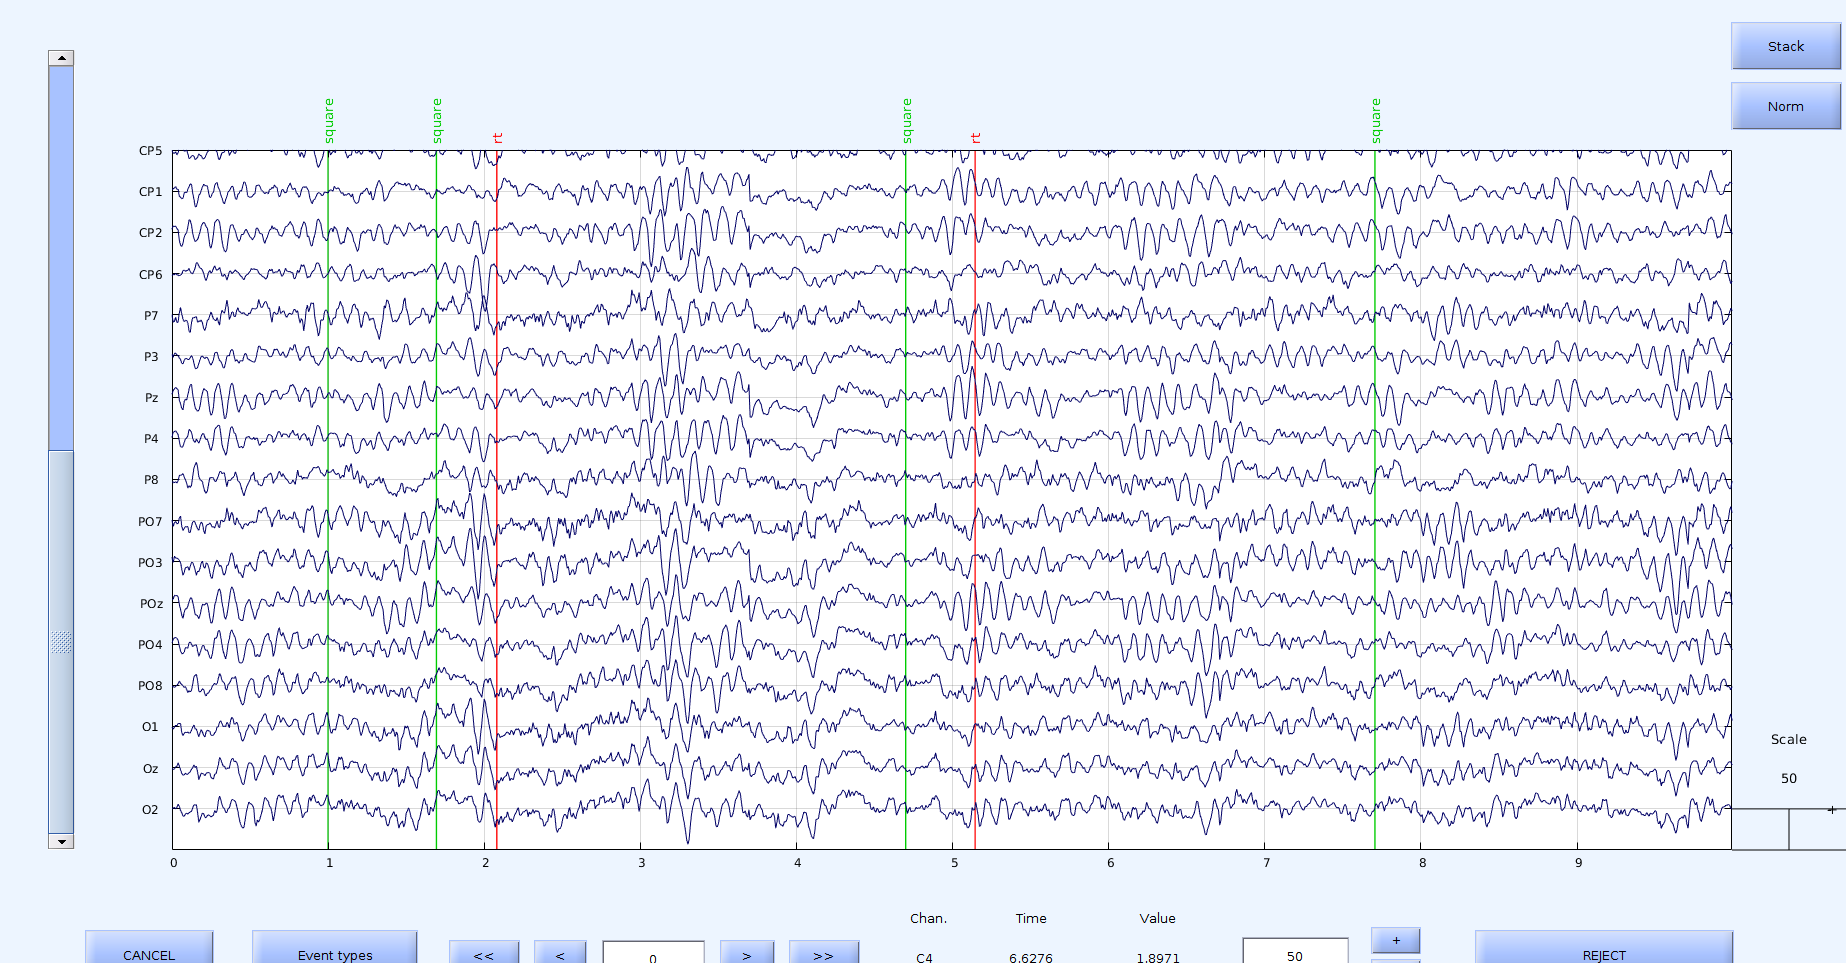 Stack
Norm
square
square
rt
square
rt
square
CP5
CP1
CP2
CP6
P7
P3
Pz
P4
P8
PO7
PO3
POz
PO4
PO8
O1
Oz
O2
0 1 2 3 4 5 6 7 8 9
Scale
50
+
Chan. Time Value
CANCEL Event types << < 0 > >> C4 6.6276 1.8971 50 + REJECT